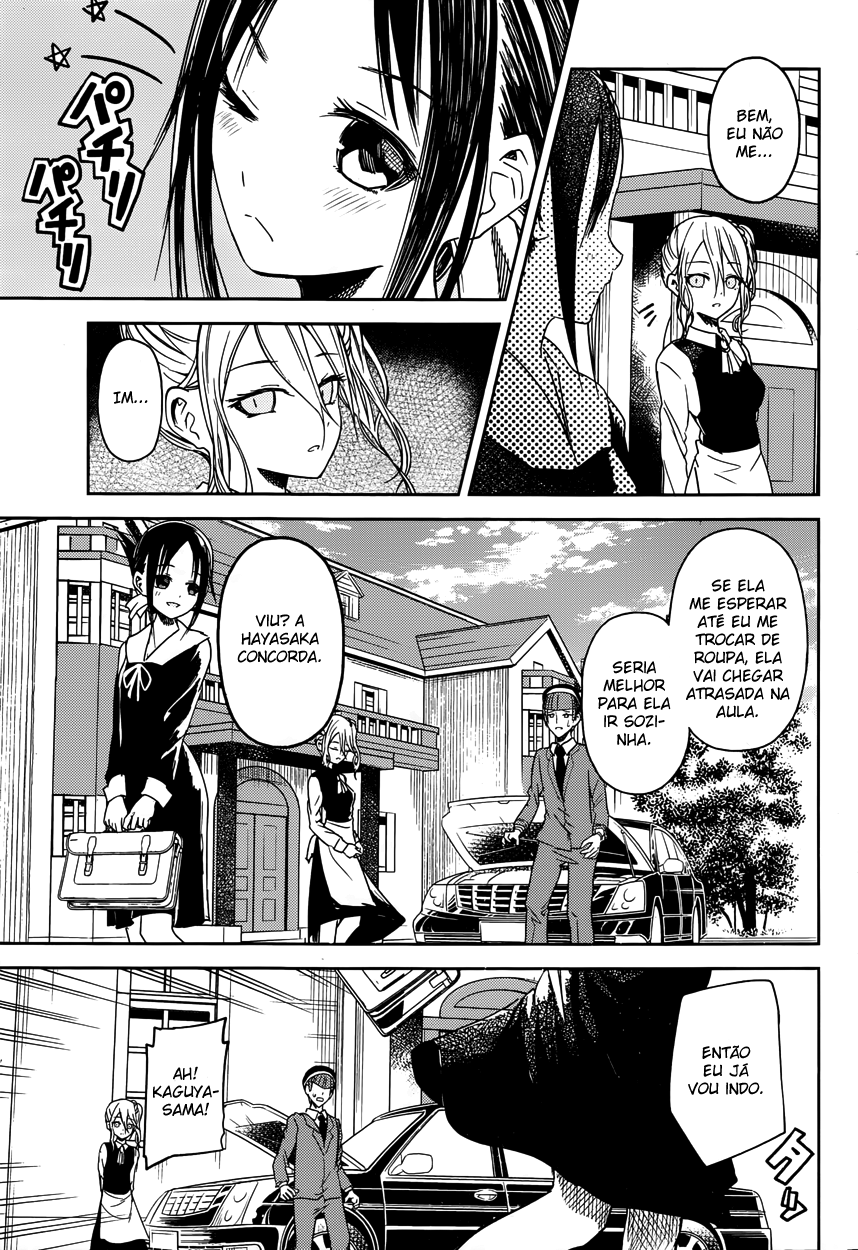 BEM,
EU NÃO
ME...
パチリ
パチリ
IM...
SE ELA
ME ESPERAR
ATÉ EU ME
TROCAR DE
ROUPA, ELA
VAI CHEGAR
ATRASADA NA
AULA.
SERIA
MELHOR
PARA ELA
IR SOZI-
NHA.
VIU? A
HAYASAKA
CONCORDA.
ENTÃO
EU JÁ
VOU INDO.
タッ
AH!
KAGUYA-
SAMA!